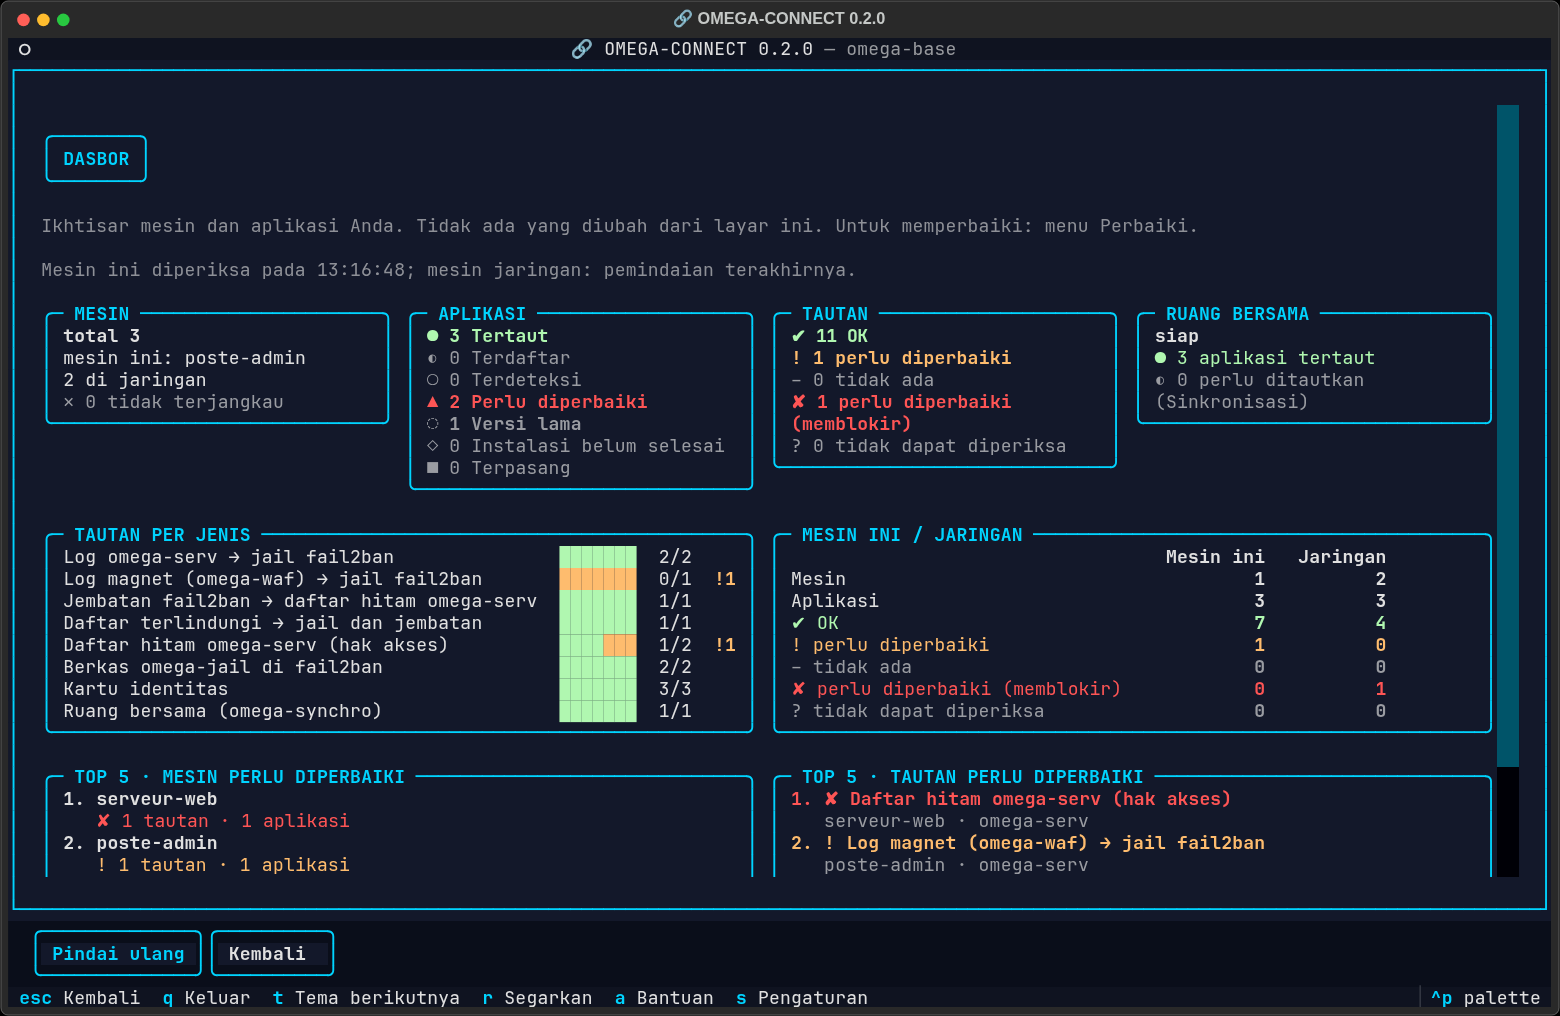 🔗 OMEGA-CONNECT 0.2.0
🔗 OMEGA-CONNECT 0.2.0 — omega-base
DASBOR
Ikhtisar mesin dan aplikasi Anda. Tidak ada yang diubah dari layar ini. Untuk memperbaiki: menu Perbaiki.
Mesin ini diperiksa pada 13:16:48; mesin jaringan: pemindaian terakhirnya.
MESIN
total 3
mesin ini: poste-admin
2 di jaringan
× 0 tidak terjangkau
APLIKASI
● 3 Tertaut
◐ 0 Terdaftar
○ 0 Terdeteksi
▲ 2 Perlu diperbaiki
◌ 1 Versi lama
◇ 0 Instalasi belum selesai
■ 0 Terpasang
TAUTAN
✔ 11 OK
! 1 perlu diperbaiki
– 0 tidak ada
✘ 1 perlu diperbaiki
(memblokir)
? 0 tidak dapat diperiksa
RUANG BERSAMA
siap
● 3 aplikasi tertaut
◐ 0 perlu ditautkan
(Sinkronisasi)
TAUTAN PER JENIS
Log omega-serv → jail fail2ban 2/2
Log magnet (omega-waf) → jail fail2ban 0/1 !1
Jembatan fail2ban → daftar hitam omega-serv 1/1
Daftar terlindungi → jail dan jembatan 1/1
Daftar hitam omega-serv (hak akses) 1/2 !1
Berkas omega-jail di fail2ban 2/2
Kartu identitas 3/3
Ruang bersama (omega-synchro) 1/1
MESIN INI / JARINGAN
Mesin ini Jaringan
Mesin 1 2
Aplikasi 3 3
✔ OK 7 4
! perlu diperbaiki 1 0
– tidak ada 0 0
✘ perlu diperbaiki (memblokir) 0 1
? tidak dapat diperiksa 0 0
TOP 5 · MESIN PERLU DIPERBAIKI
1. serveur-web
✘ 1 tautan · 1 aplikasi
2. poste-admin
! 1 tautan · 1 aplikasi
TOP 5 · TAUTAN PERLU DIPERBAIKI
1. ✘ Daftar hitam omega-serv (hak akses)
serveur-web · omega-serv
2. ! Log magnet (omega-waf) → jail fail2ban
poste-admin · omega-serv
Pindai ulang Kembali
esc Kembali q Keluar t Tema berikutnya r Segarkan a Bantuan s Pengaturan ^p palette